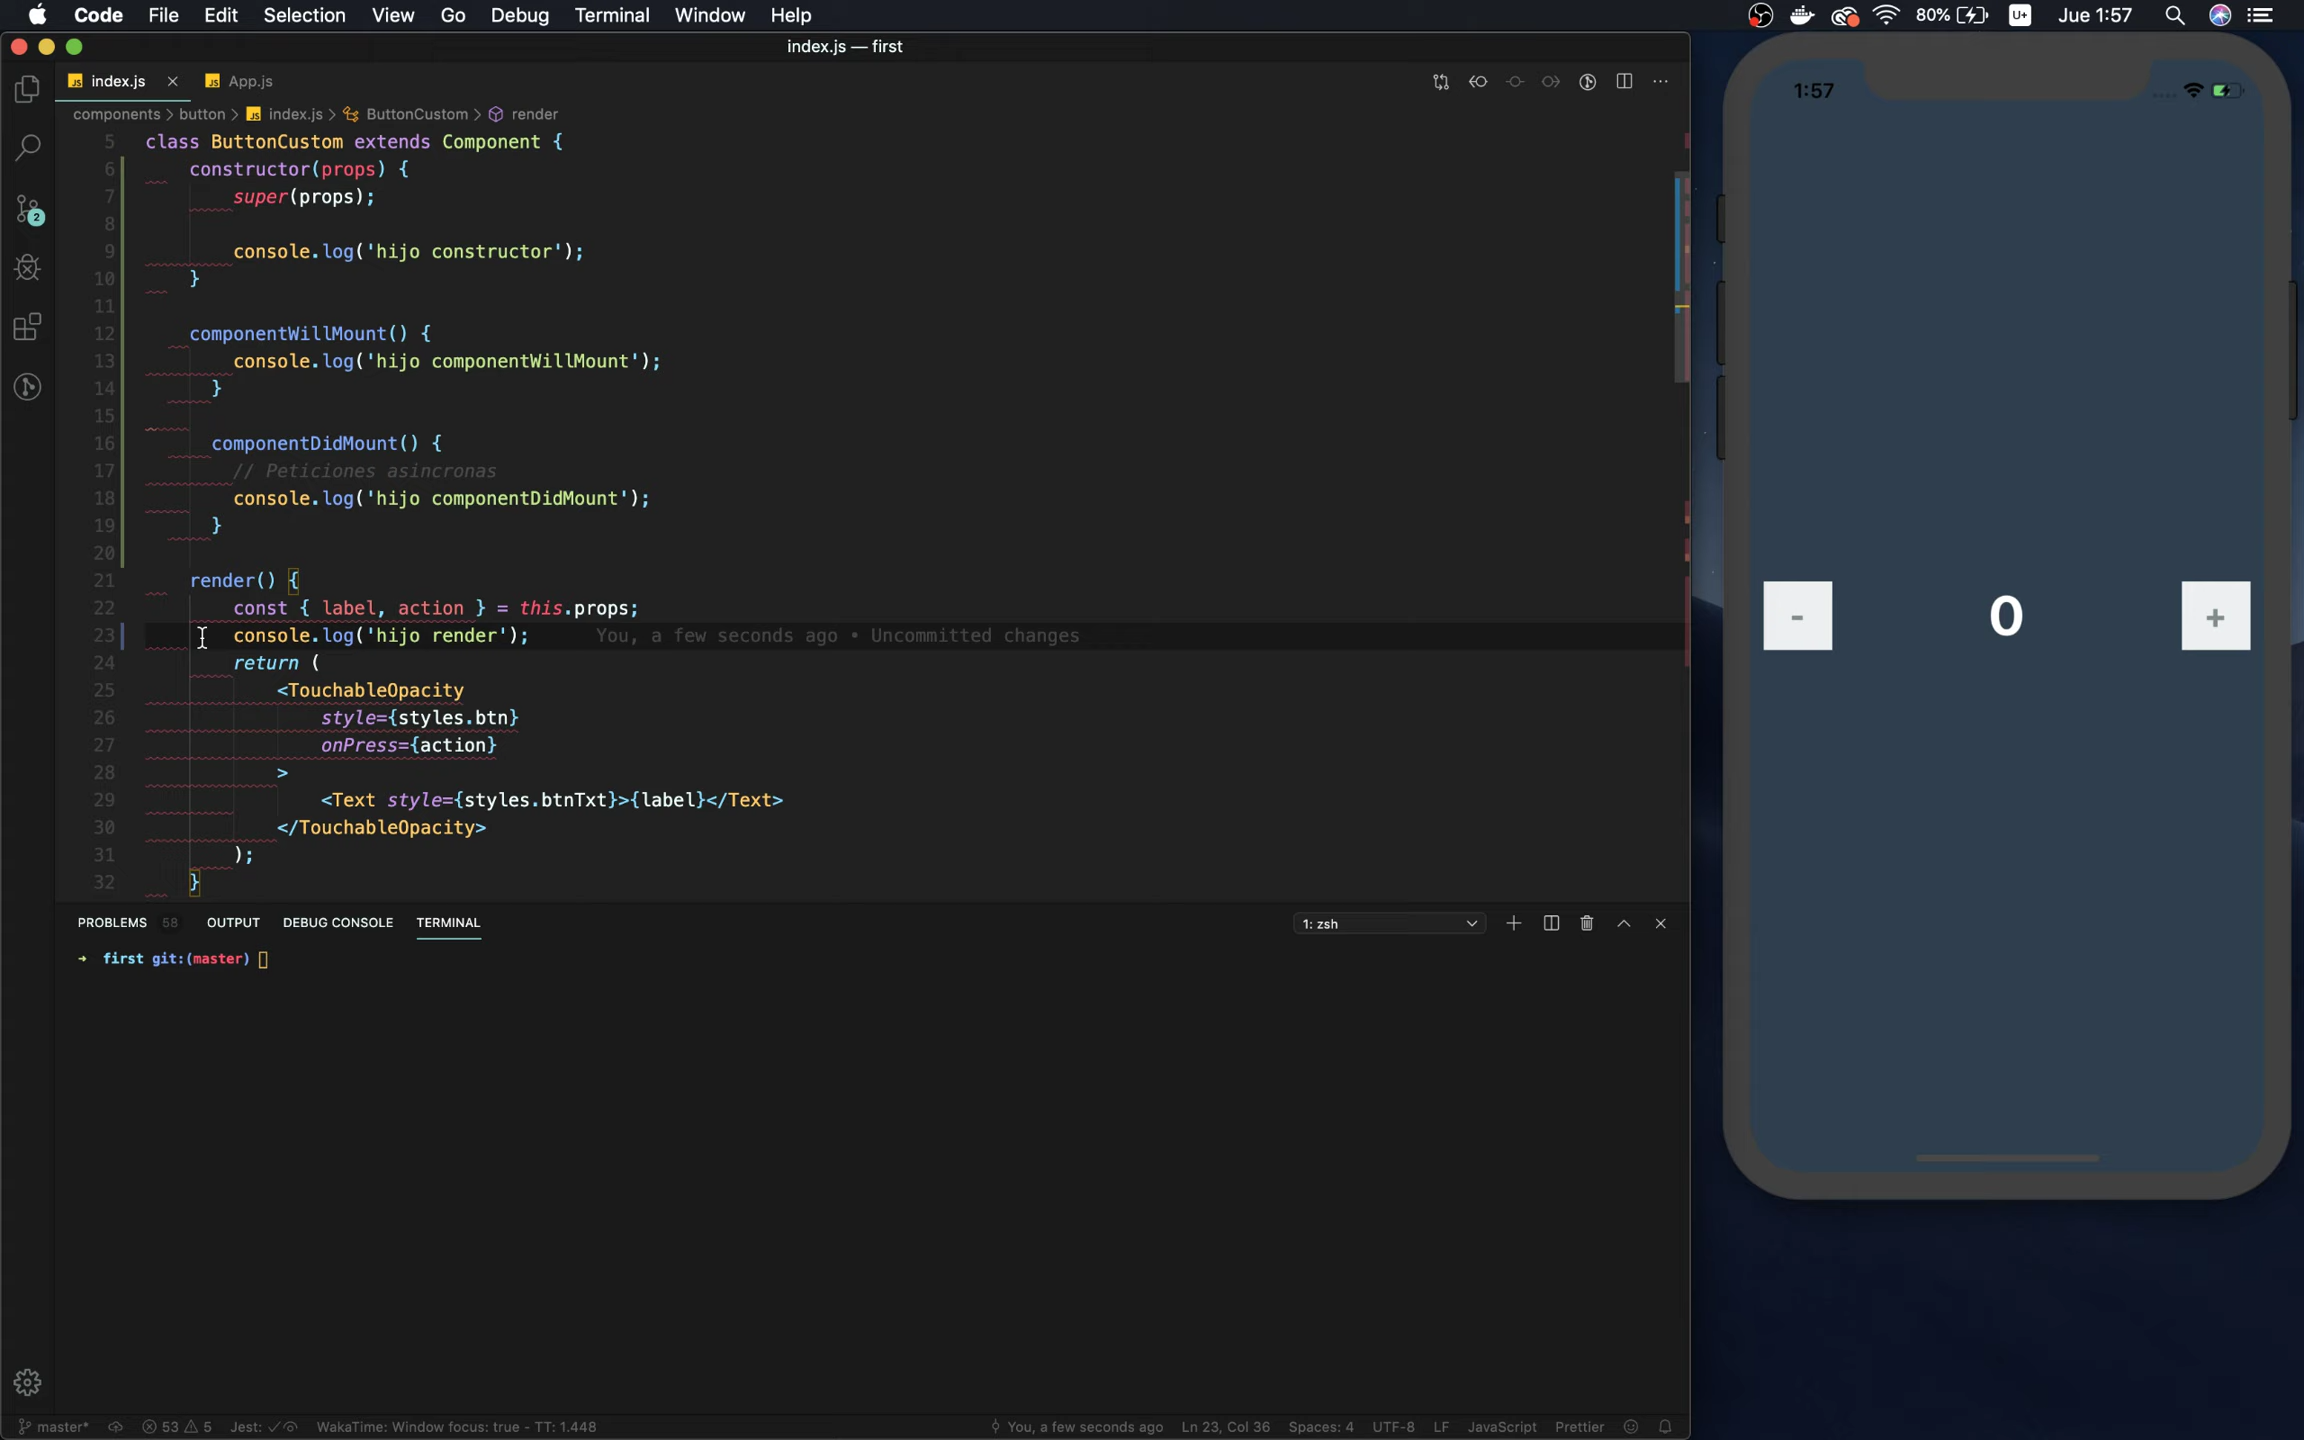 Code File Edit Selection View Go Debug Terminal Window Help
80% U+ Jue 1:57
index.js — first
JS index.js × JS App.js
components > button > JS index.js > ButtonCustom > render
5 class ButtonCustom extends Component {
6 constructor(props) {
7 super(props);
8
9 console.log('hijo constructor');
10 }
11
12 componentWillMount() {
13 console.log('hijo componentWillMount');
14 }
15
16 componentDidMount() {
17 // Peticiones asincronas
18 console.log('hijo componentDidMount');
19 }
20
21 render() {
22 const { label, action } = this.props;
23 console.log('hijo render'); You, a few seconds ago • Uncommitted changes
24 return (
25 <TouchableOpacity
26 style={styles.btn}
27 onPress={action}
28 >
29 <Text style={styles.btnTxt}>{label}</Text>
30 </TouchableOpacity>
31 );
32 }
2
PROBLEMS 58 OUTPUT DEBUG CONSOLE TERMINAL
1: zsh
→ first git:(master)
master* 53 5 Jest: WakaTime: Window focus: true - TT: 1.448
You, a few seconds ago Ln 23, Col 36 Spaces: 4 UTF-8 LF JavaScript Prettier
1:57
- 0 +